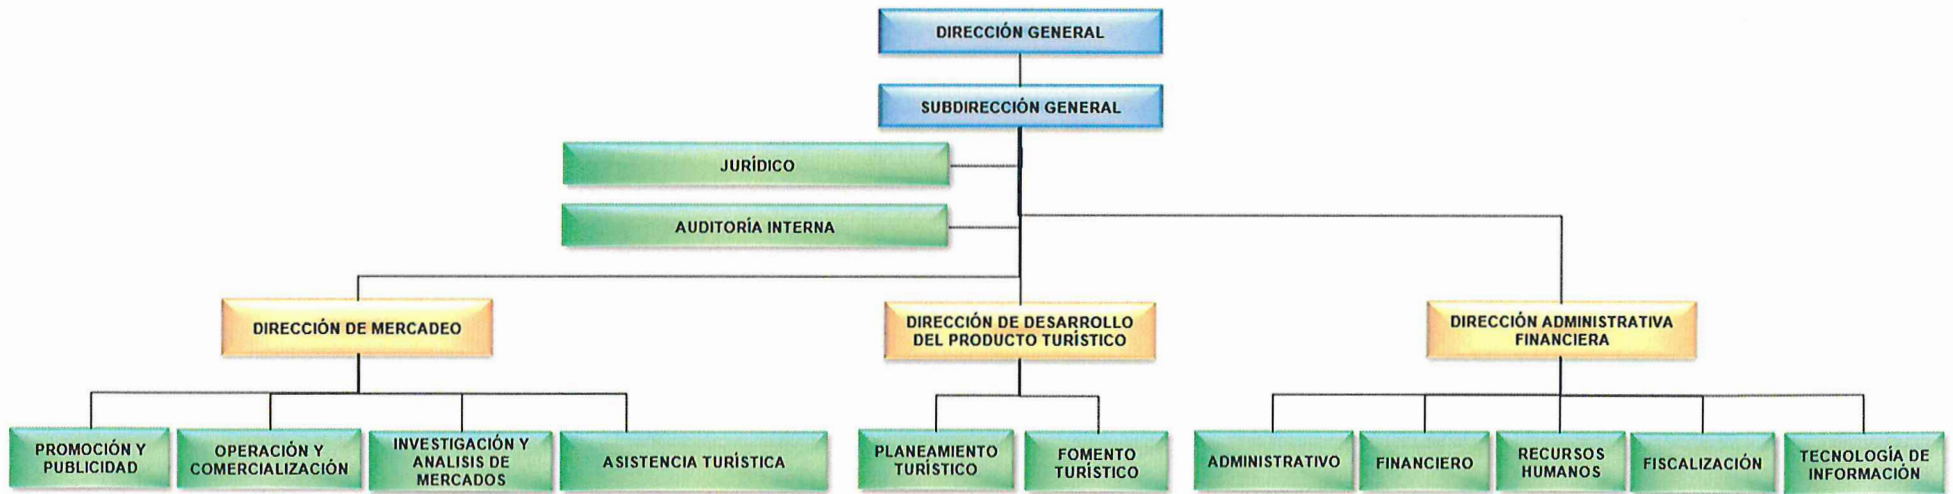 DIRECCIÓN GENERAL
SUBDIRECCIÓN GENERAL
JURÍDICO
AUDITORÍA INTERNA
DIRECCIÓN DE MERCADEO
DIRECCIÓN DE DESARROLLO
DEL PRODUCTO TURÍSTICO
DIRECCIÓN ADMINISTRATIVA
FINANCIERA
PROMOCIÓN Y
PUBLICIDAD
OPERACIÓN Y
COMERCIALIZACIÓN
INVESTIGACIÓN Y
ANALISIS DE
MERCADOS
ASISTENCIA TURÍSTICA
PLANEAMIENTO
TURÍSTICO
FOMENTO
TURÍSTICO
ADMINISTRATIVO
FINANCIERO
RECURSOS
HUMANOS
FISCALIZACIÓN
TECNOLOGÍA DE
INFORMACIÓN